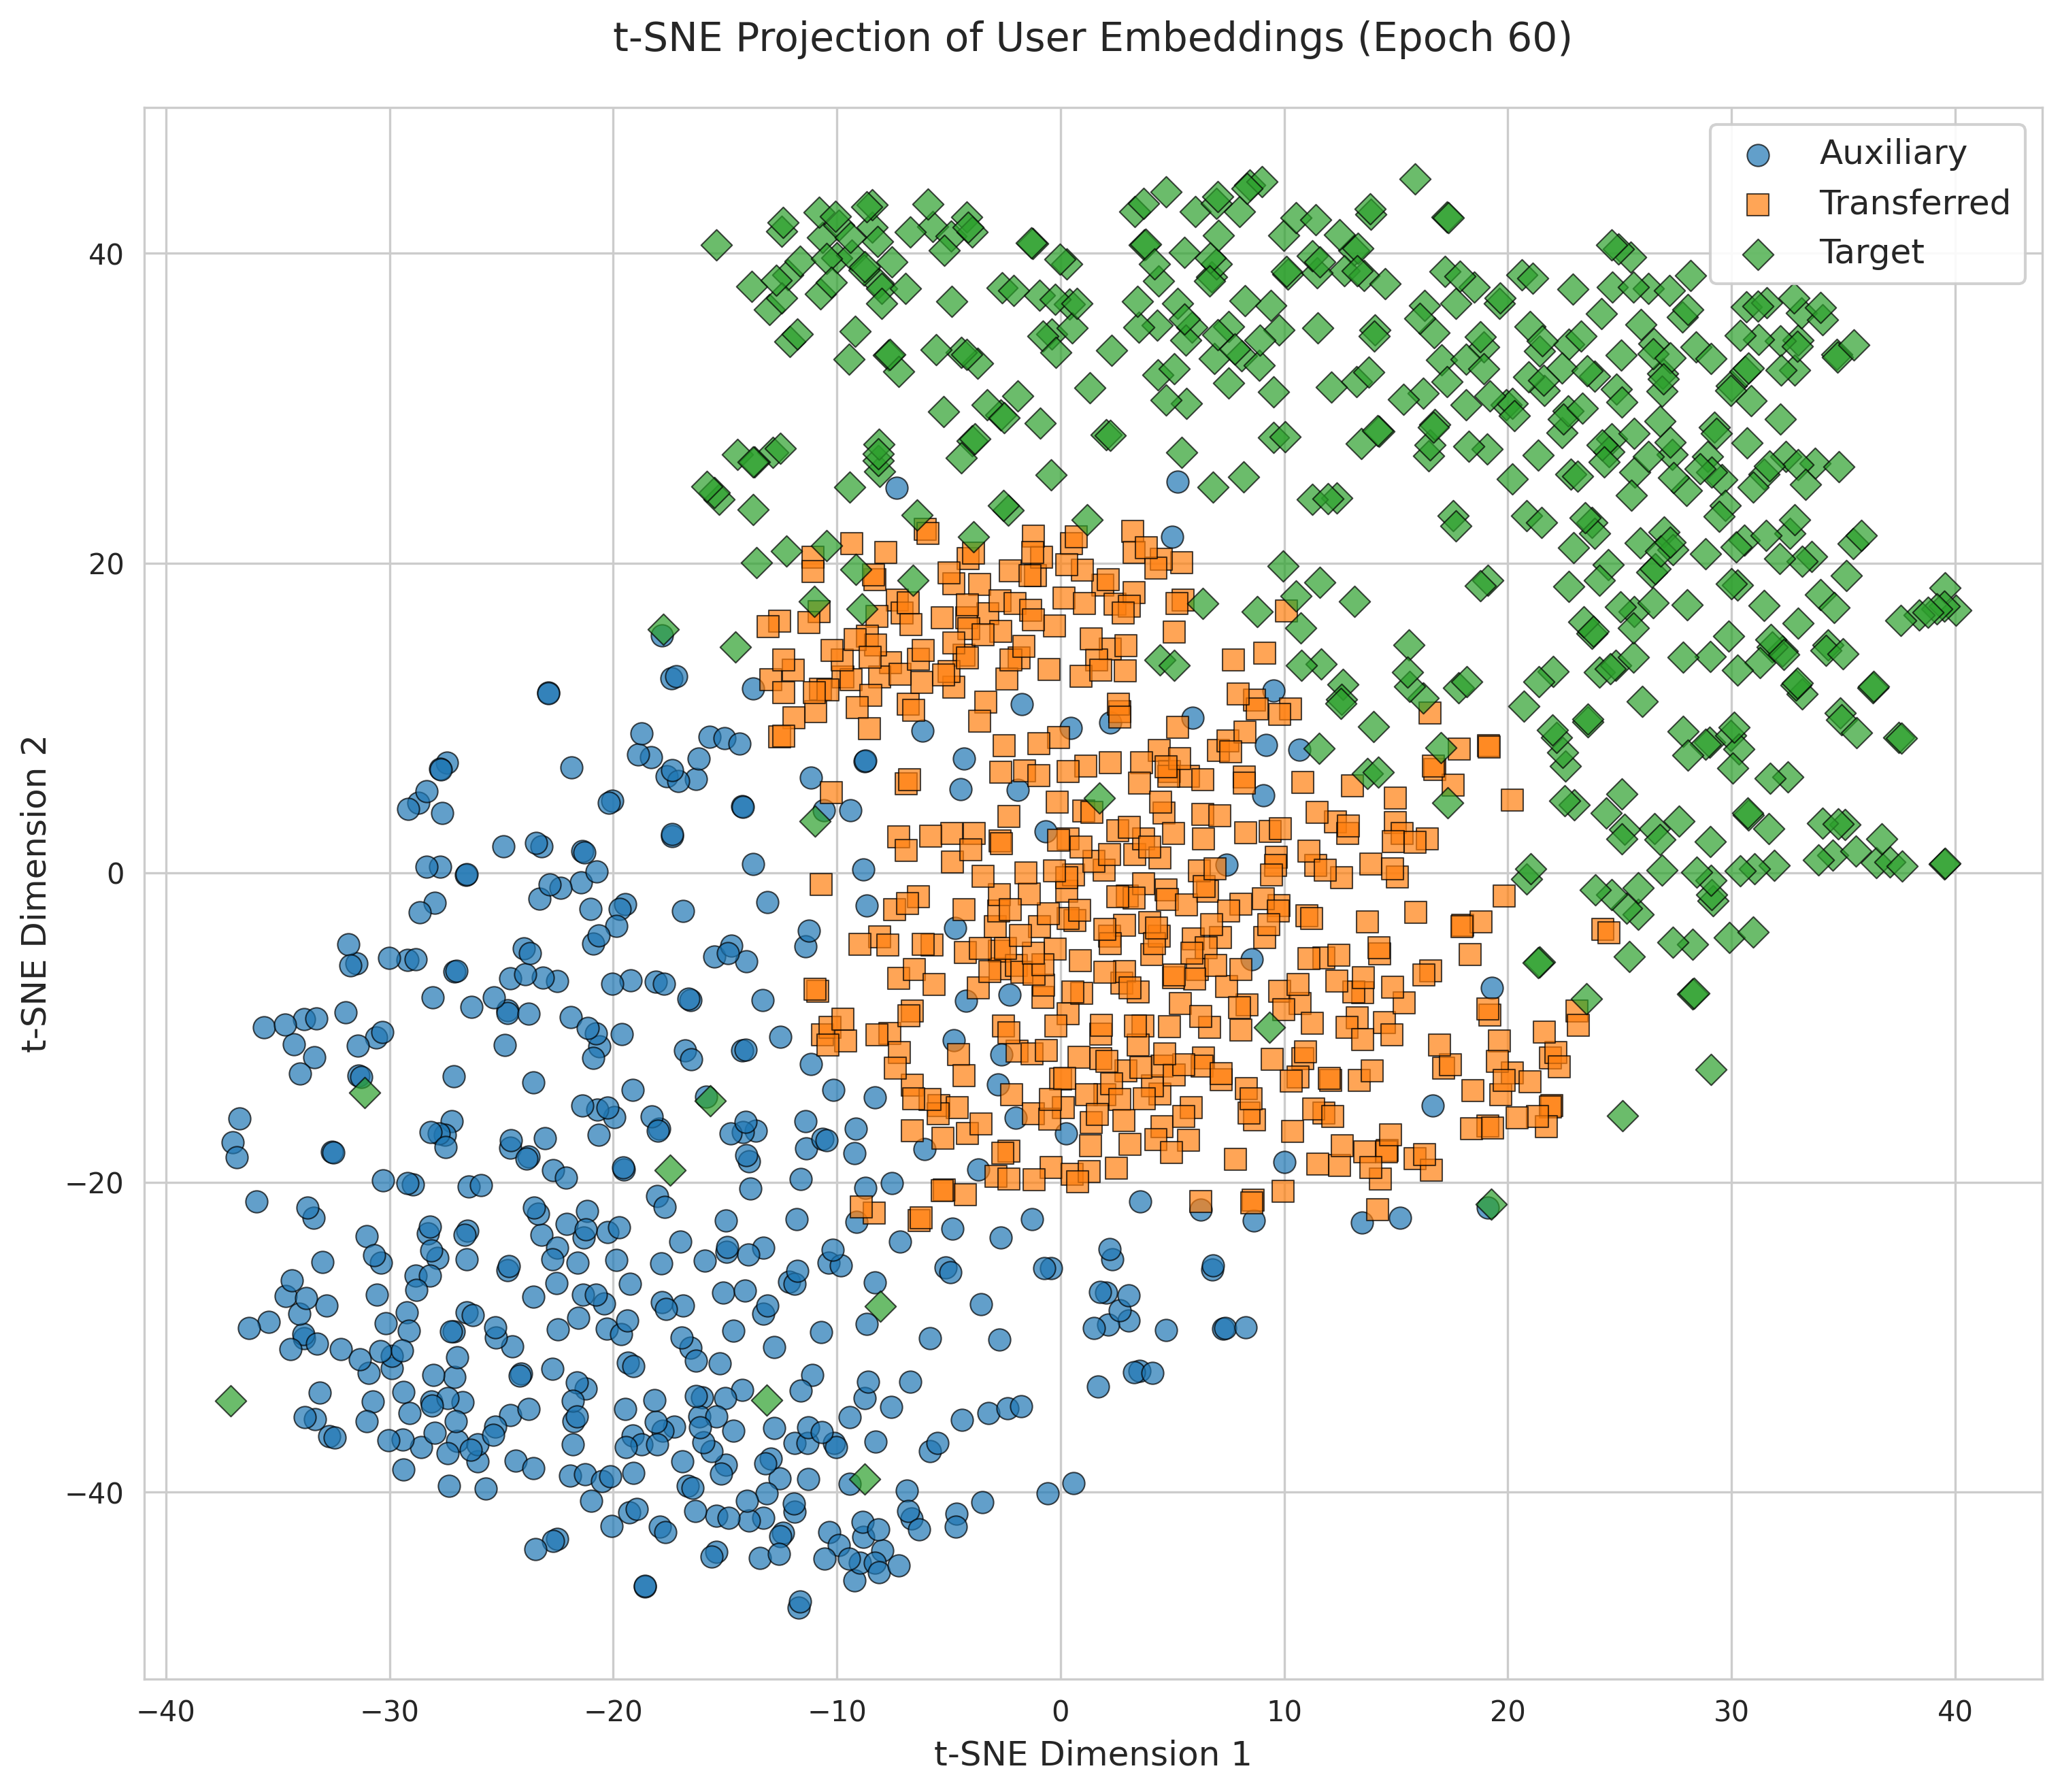 t-SNE Projection of User Embeddings (Epoch 60)
Auxiliary
Transferred
Target
t-SNE Dimension 2
40
20
0
−20
−40
−40 −30 −20 −10 0 10 20 30 40
t-SNE Dimension 1